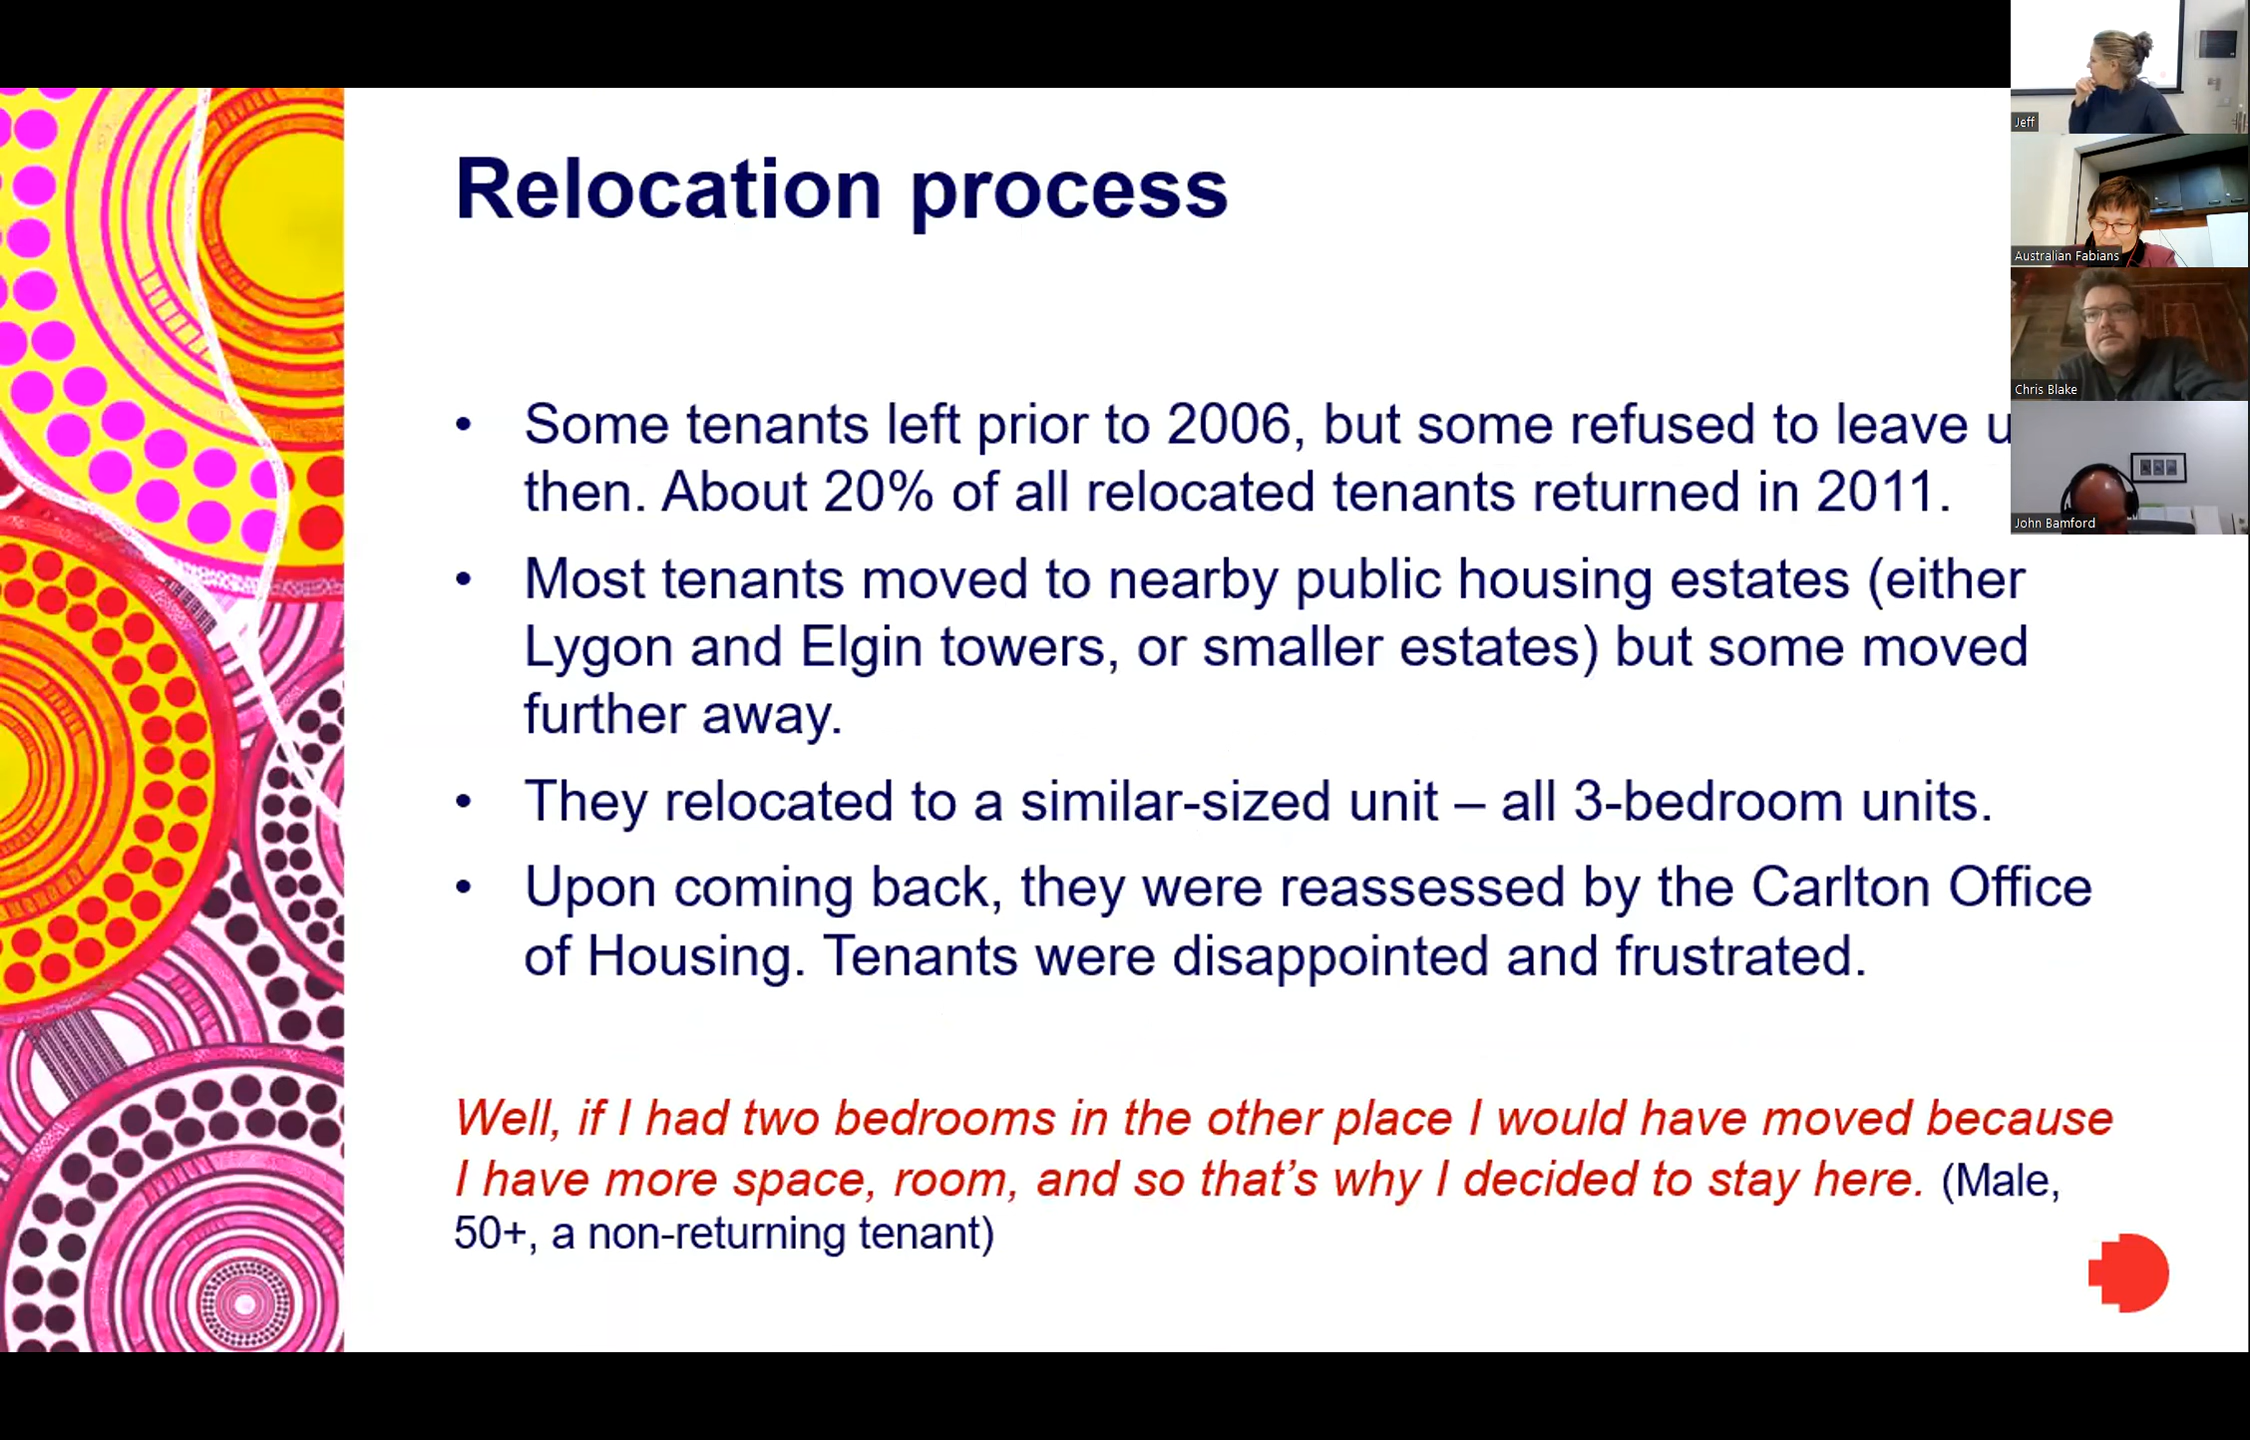 Relocation process
• Some tenants left prior to 2006, but some refused to leave
then. About 20% of all relocated tenants returned in 2011.
• Most tenants moved to nearby public housing estates (either
Lygon and Elgin towers, or smaller estates) but some moved
further away.
• They relocated to a similar-sized unit – all 3-bedroom units.
• Upon coming back, they were reassessed by the Carlton Office
of Housing. Tenants were disappointed and frustrated.
Well, if I had two bedrooms in the other place I would have moved because
I have more space, room, and so that’s why I decided to stay here. (Male,
50+, a non-returning tenant)
Jeff
Australian Fabians
Chris Blake
John Bamford